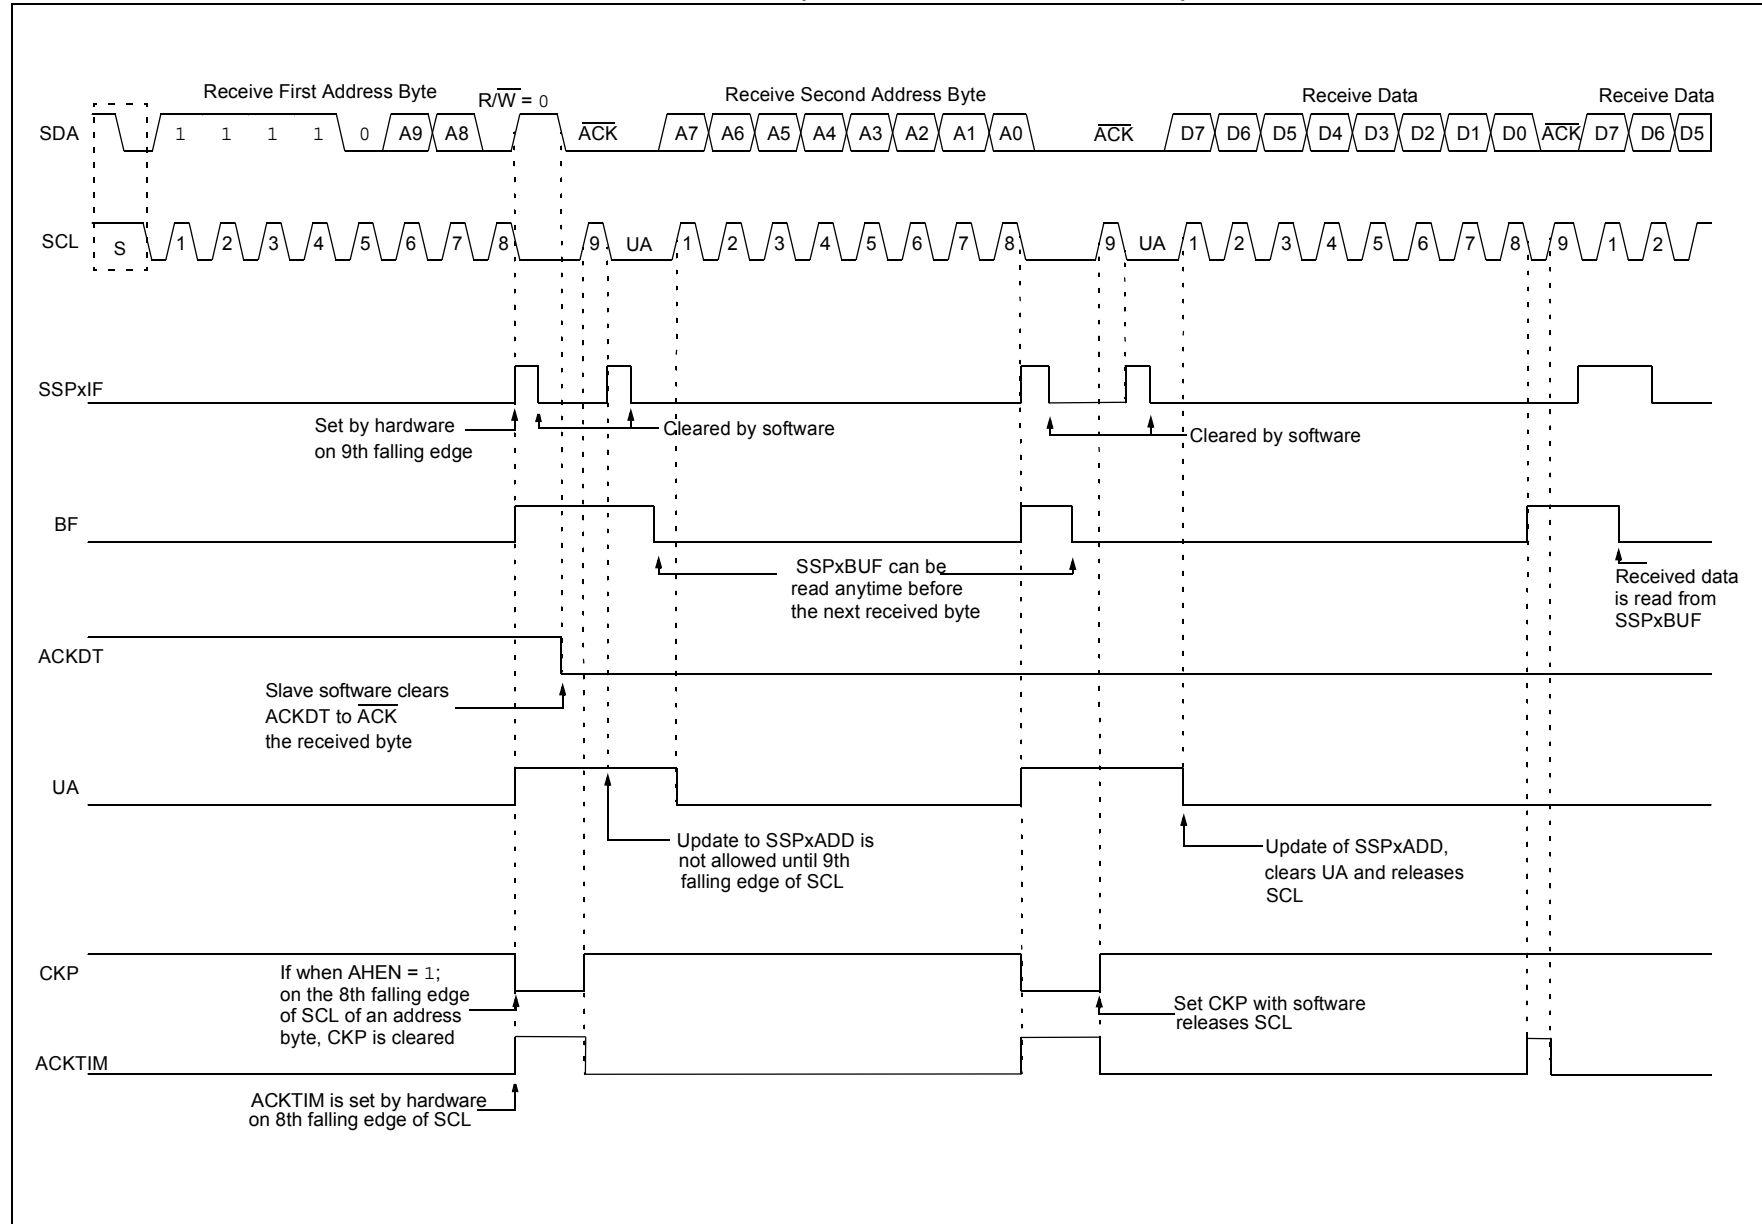 Receive First Address Byte
R/W = 0
Receive Second Address Byte
Receive Data
Receive Data
SDA
1 1 1 1 0 A9 A8 ACK A7 A6 A5 A4 A3 A2 A1 A0 ACK D7 D6 D5 D4 D3 D2 D1 D0 ACK D7 D6 D5
SCL
S 1 2 3 4 5 6 7 8 9 UA 1 2 3 4 5 6 7 8 9 UA 1 2 3 4 5 6 7 8 9 1 2
SSPxIF
Set by hardware
on 9th falling edge
Cleared by software
Cleared by software
BF
SSPxBUF can be
read anytime before
the next received byte
Received data
is read from
SSPxBUF
ACKDT
Slave software clears
ACKDT to ACK
the received byte
UA
Update to SSPxADD is
not allowed until 9th
falling edge of SCL
Update of SSPxADD,
clears UA and releases
SCL
CKP
If when AHEN = 1;
on the 8th falling edge
of SCL of an address
byte, CKP is cleared
Set CKP with software
releases SCL
ACKTIM
ACKTIM is set by hardware
on 8th falling edge of SCL